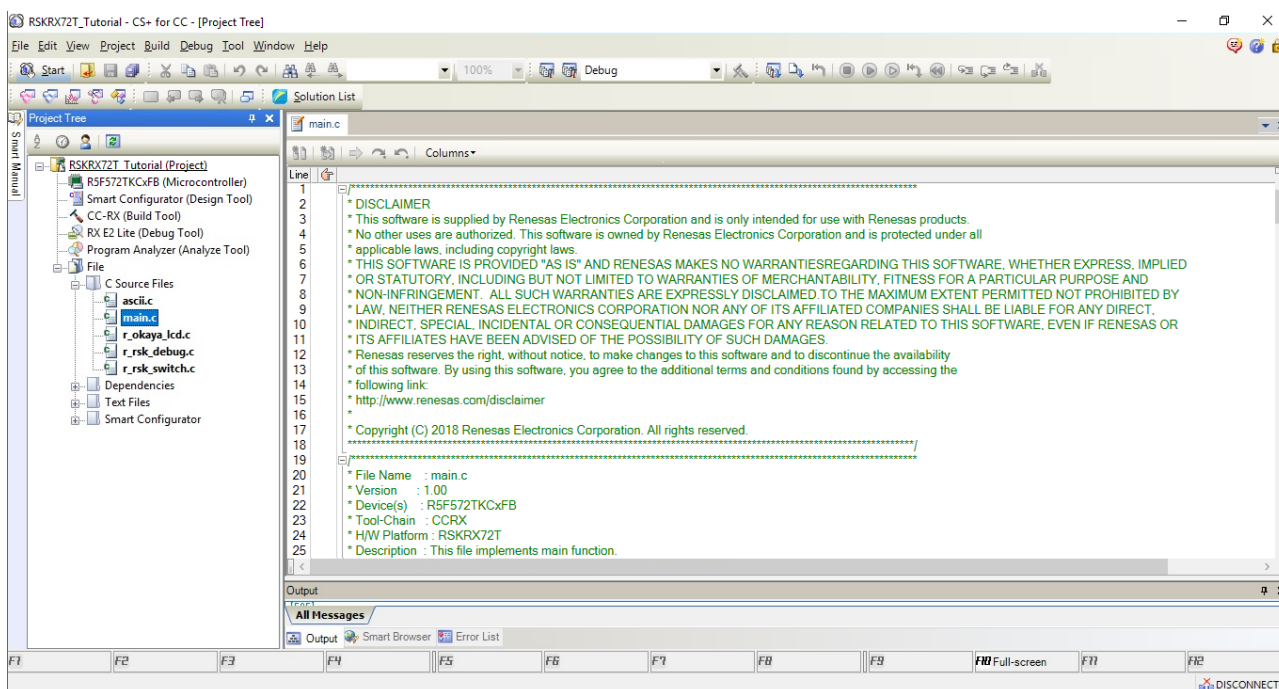 RSKRX72T_Tutorial - CS+ for CC - [Project Tree]
File Edit View Project Build Debug Tool Window Help
Start 100% Debug
Solution List
Smart Manual
Project Tree
RSKRX72T_Tutorial (Project)
R5F572TKCxFB (Microcontroller)
Smart Configurator (Design Tool)
CC-RX (Build Tool)
RX E2 Lite (Debug Tool)
Program Analyzer (Analyze Tool)
File
C Source Files
ascii.c
main.c
r_okaya_lcd.c
r_rsk_debug.c
r_rsk_switch.c
Dependencies
Text Files
Smart Configurator
main.c
Columns
Line
1 /***********************************************************************************************************************
2 * DISCLAIMER
3 * This software is supplied by Renesas Electronics Corporation and is only intended for use with Renesas products.
4 * No other uses are authorized. This software is owned by Renesas Electronics Corporation and is protected under all
5 * applicable laws, including copyright laws.
6 * THIS SOFTWARE IS PROVIDED "AS IS" AND RENESAS MAKES NO WARRANTIESREGARDING THIS SOFTWARE, WHETHER EXPRESS, IMPLIED
7 * OR STATUTORY, INCLUDING BUT NOT LIMITED TO WARRANTIES OF MERCHANTABILITY, FITNESS FOR A PARTICULAR PURPOSE AND
8 * NON-INFRINGEMENT. ALL SUCH WARRANTIES ARE EXPRESSLY DISCLAIMED.TO THE MAXIMUM EXTENT PERMITTED NOT PROHIBITED BY
9 * LAW, NEITHER RENESAS ELECTRONICS CORPORATION NOR ANY OF ITS AFFILIATED COMPANIES SHALL BE LIABLE FOR ANY DIRECT,
10 * INDIRECT, SPECIAL, INCIDENTAL OR CONSEQUENTIAL DAMAGES FOR ANY REASON RELATED TO THIS SOFTWARE, EVEN IF RENESAS OR
11 * ITS AFFILIATES HAVE BEEN ADVISED OF THE POSSIBILITY OF SUCH DAMAGES.
12 * Renesas reserves the right, without notice, to make changes to this software and to discontinue the availability
13 * of this software. By using this software, you agree to the additional terms and conditions found by accessing the
14 * following link:
15 * http://www.renesas.com/disclaimer
16 *
17 * Copyright (C) 2018 Renesas Electronics Corporation. All rights reserved.
18 ***********************************************************************************************************************/
19 /***********************************************************************************************************************
20 * File Name : main.c
21 * Version : 1.00
22 * Device(s) : R5F572TKCxFB
23 * Tool-Chain : CCRX
24 * H/W Platform : RSKRX72T
25 * Description : This file implements main function.
Output
All Messages
Output Smart Browser Error List
F1 F2 F3 F4 F5 F6 F7 F8 F9 F10 Full-screen F11 F12
DISCONNECT